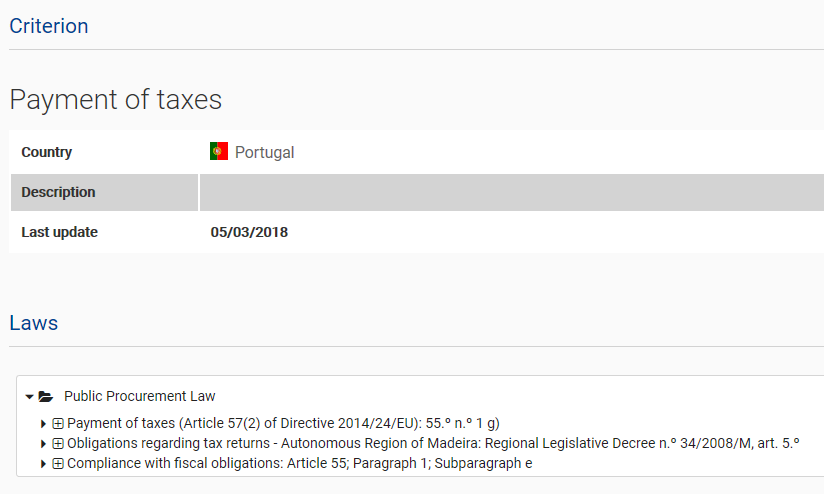 Criterion
Payment of taxes
Country Portugal
Description
Last update 05/03/2018
Laws
Public Procurement Law
Payment of taxes (Article 57(2) of Directive 2014/24/EU): 55.º n.º 1 g)
Obligations regarding tax returns - Autonomous Region of Madeira: Regional Legislative Decree n.º 34/2008/M, art. 5.º
Compliance with fiscal obligations: Article 55; Paragraph 1; Subparagraph e